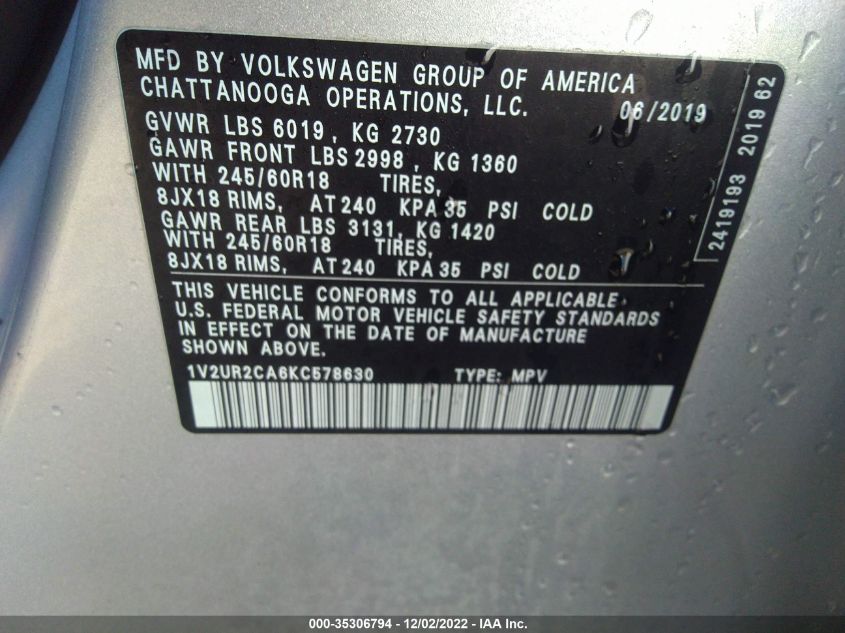 MFD BY VOLKSWAGEN GROUP OF AMERICA
CHATTANOOGA OPERATIONS, LLC. 06/2019
GVWR LBS 6019, KG 2730
GAWR FRONT LBS 2998, KG 1360
WITH 245/60R18 TIRES,
8JX18 RIMS, AT 240 KPA 35 PSI COLD
GAWR REAR LBS 3131, KG 1420
WITH 245/60R18 TIRES,
8JX18 RIMS, AT 240 KPA 35 PSI COLD
THIS VEHICLE CONFORMS TO ALL APPLICABLE
U.S. FEDERAL MOTOR VEHICLE SAFETY STANDARDS
IN EFFECT ON THE DATE OF MANUFACTURE
SHOWN ABOVE.
1V2UR2CA6KC578630 TYPE: MPV
2419193 2019 62
000-35306794 - 12/02/2022 - IAA Inc.